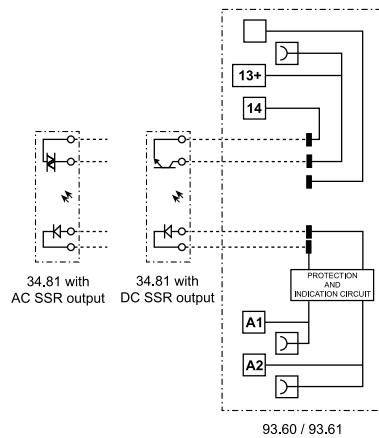 13+
14
34.81 with
AC SSR output
34.81 with
DC SSR output
PROTECTION
AND
INDICATION CIRCUIT
A1
A2
93.60 / 93.61